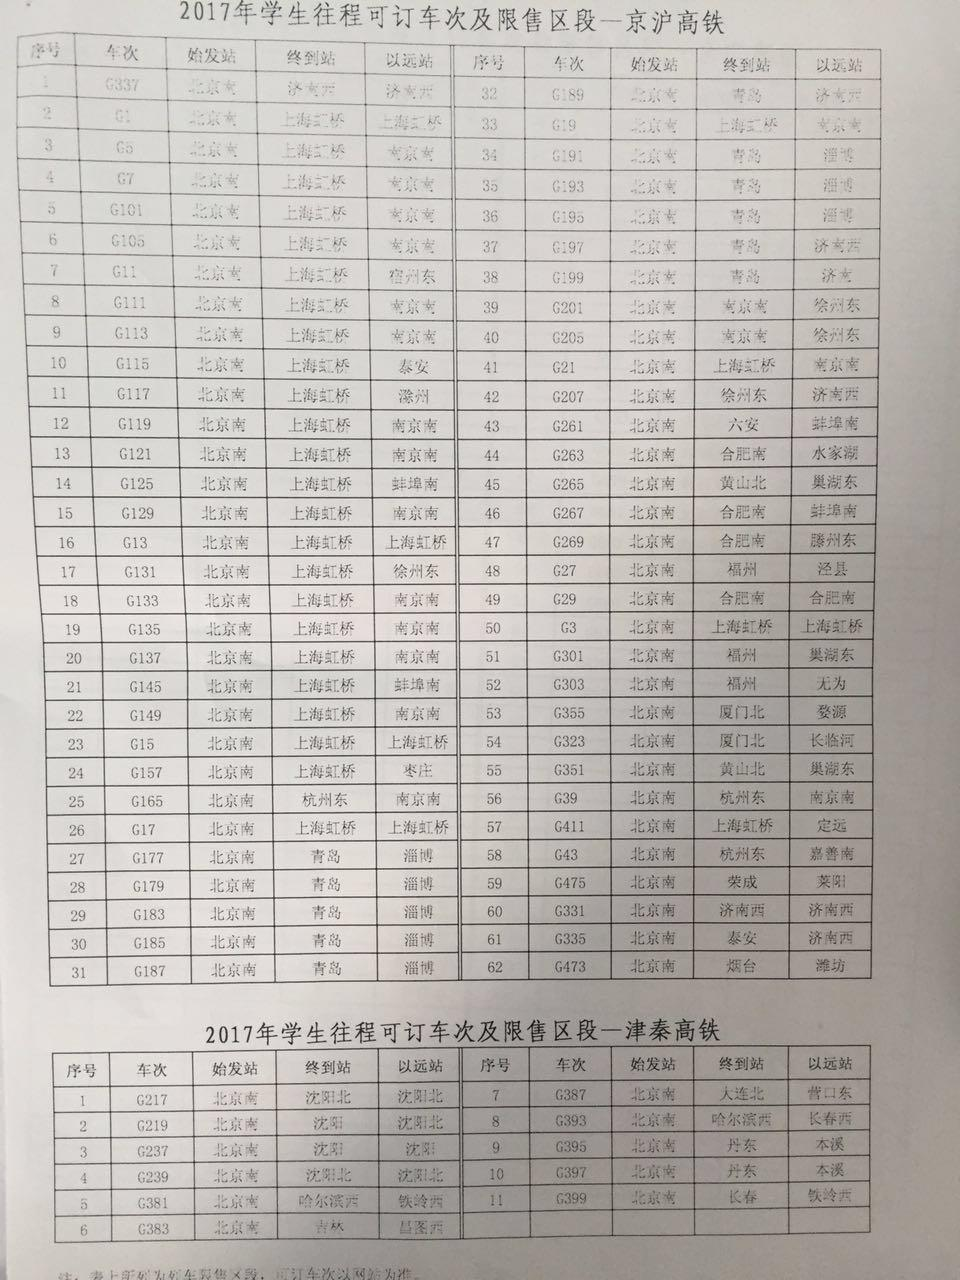 2017年学生往程可订车次及限售区段—京沪高铁
序号 车次 始发站 终到站 以远站 序号 车次 始发站 终到站 以远站
1 G337 北京南 济南西 济南西 32 G189 北京南 青岛 济南西
2 G1 北京南 上海虹桥 上海虹桥 33 G19 北京南 上海虹桥 南京南
3 G5 北京南 上海虹桥 南京南 34 G191 北京南 青岛 淄博
4 G7 北京南 上海虹桥 南京南 35 G193 北京南 青岛 淄博
5 G101 北京南 上海虹桥 南京南 36 G195 北京南 青岛 淄博
6 G105 北京南 上海虹桥 南京南 37 G197 北京南 青岛 济南西
7 G11 北京南 上海虹桥 宿州东 38 G199 北京南 青岛 济南
8 G111 北京南 上海虹桥 南京南 39 G201 北京南 南京南 徐州东
9 G113 北京南 上海虹桥 南京南 40 G205 北京南 南京南 徐州东
10 G115 北京南 上海虹桥 泰安 41 G21 北京南 上海虹桥 南京南
11 G117 北京南 上海虹桥 滁州 42 G207 北京南 徐州东 济南西
12 G119 北京南 上海虹桥 南京南 43 G261 北京南 六安 蚌埠南
13 G121 北京南 上海虹桥 南京南 44 G263 北京南 合肥南 水家湖
14 G125 北京南 上海虹桥 蚌埠南 45 G265 北京南 黄山北 巢湖东
15 G129 北京南 上海虹桥 南京南 46 G267 北京南 合肥南 蚌埠南
16 G13 北京南 上海虹桥 上海虹桥 47 G269 北京南 合肥南 滕州东
17 G131 北京南 上海虹桥 徐州东 48 G27 北京南 福州 泾县
18 G133 北京南 上海虹桥 南京南 49 G29 北京南 合肥南 合肥南
19 G135 北京南 上海虹桥 南京南 50 G3 北京南 上海虹桥 上海虹桥
20 G137 北京南 上海虹桥 南京南 51 G301 北京南 福州 巢湖东
21 G145 北京南 上海虹桥 蚌埠南 52 G303 北京南 福州 无为
22 G149 北京南 上海虹桥 南京南 53 G355 北京南 厦门北 婺源
23 G15 北京南 上海虹桥 上海虹桥 54 G323 北京南 厦门北 长临河
24 G157 北京南 上海虹桥 枣庄 55 G351 北京南 黄山北 巢湖东
25 G165 北京南 杭州东 南京南 56 G39 北京南 杭州东 南京南
26 G17 北京南 上海虹桥 上海虹桥 57 G411 北京南 上海虹桥 定远
27 G177 北京南 青岛 淄博 58 G43 北京南 杭州东 嘉善南
28 G179 北京南 青岛 淄博 59 G475 北京南 荣成 莱阳
29 G183 北京南 青岛 淄博 60 G331 北京南 济南西 济南西
30 G185 北京南 青岛 淄博 61 G335 北京南 泰安 济南西
31 G187 北京南 青岛 淄博 62 G473 北京南 烟台 潍坊
2017年学生往程可订车次及限售区段—津秦高铁
序号 车次 始发站 终到站 以远站 序号 车次 始发站 终到站 以远站
1 G217 北京南 沈阳北 沈阳北 7 G387 北京南 大连北 营口东
2 G219 北京南 沈阳 沈阳北 8 G393 北京南 哈尔滨西 长春西
3 G237 北京南 沈阳 沈阳 9 G395 北京南 丹东 本溪
4 G239 北京南 沈阳北 沈阳北 10 G397 北京南 丹东 本溪
5 G381 北京南 哈尔滨西 铁岭西 11 G399 北京南 长春 铁岭西
6 G383 北京南 吉林 昌图西
注：表上所列为列车限售区段，可订车次以网站为准。